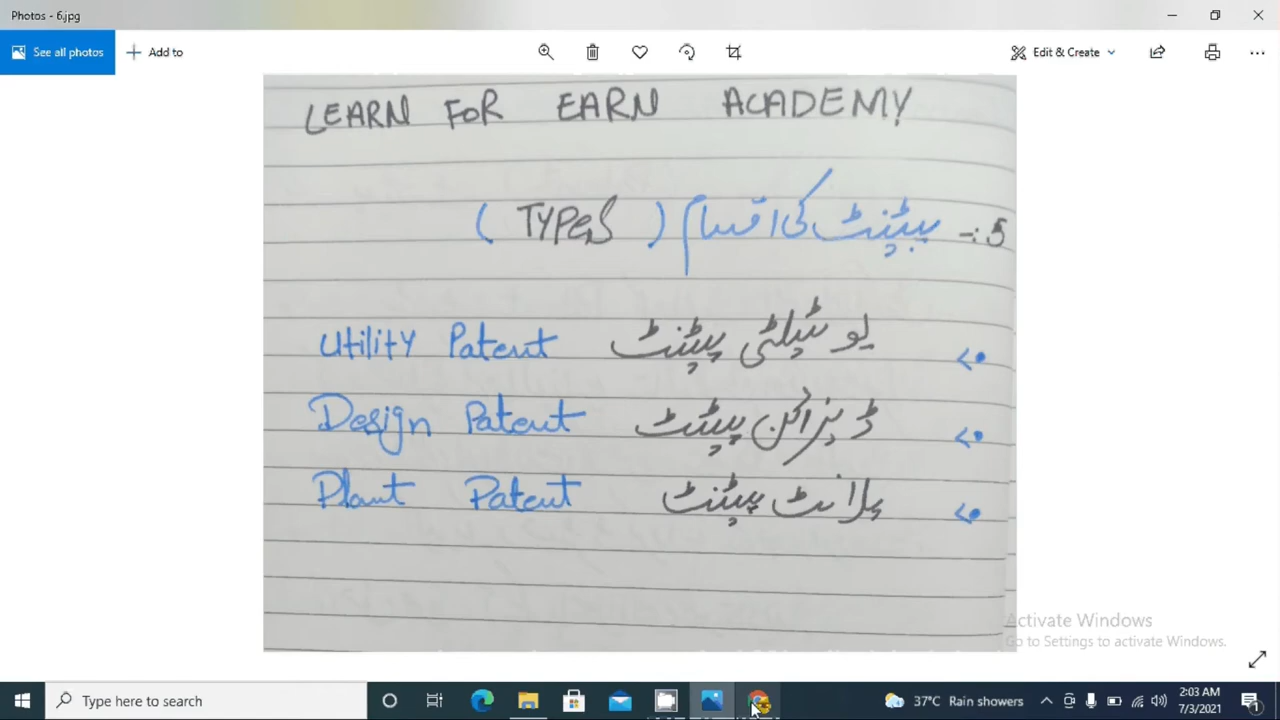 Photos - 6.jpg
See all photos
Add to
Edit & Create
LEARN FOR EARN ACADEMY
5:- پیٹینٹ کی اقسام ( TYPES )
یوٹیلٹی پیٹنٹ Utility Patent
ڈیزائن پیٹنٹ Design Patent
پلانٹ پیٹنٹ Plant Patent
Activate Windows
Go to Settings to activate Windows.
Type here to search
37°C Rain showers
2:03 AM
7/3/2021
1